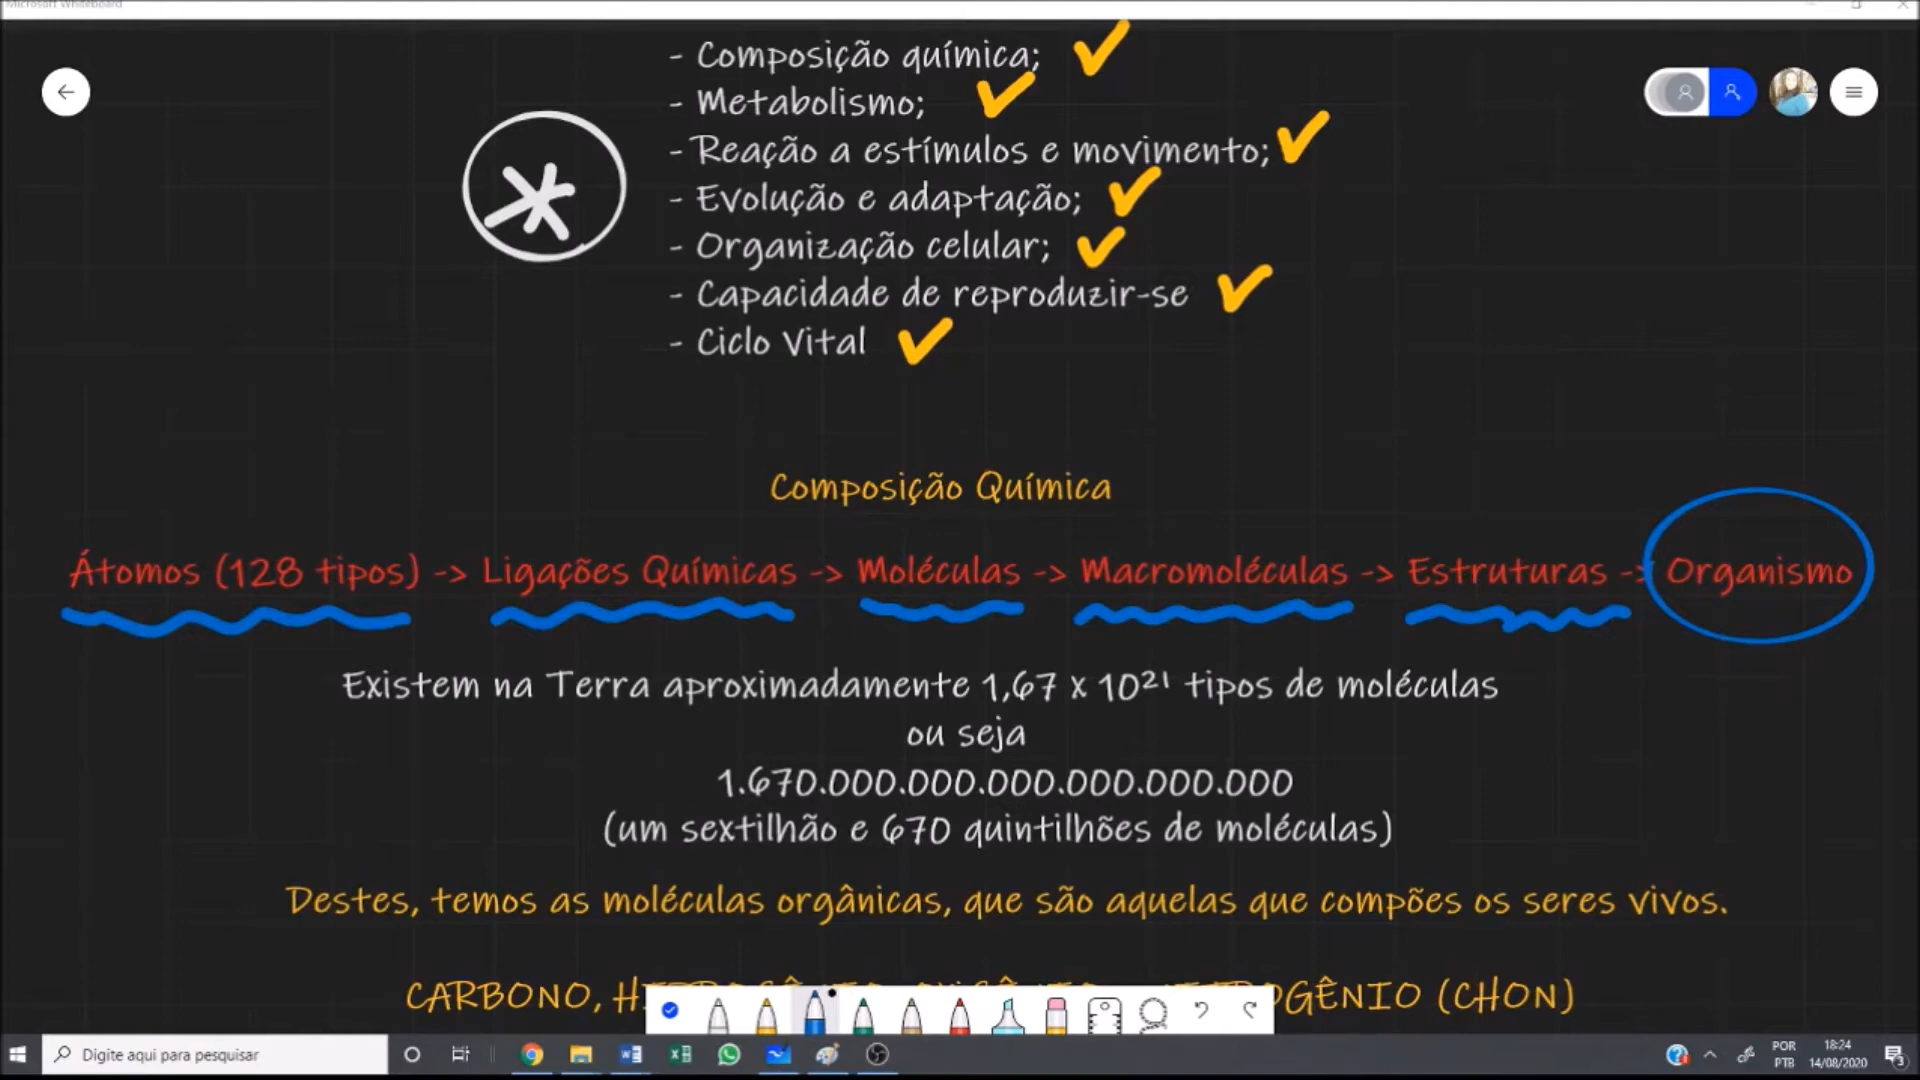 Microsoft Whiteboard
- Composição química;
- Metabolismo;
- Reação a estímulos e movimento;
- Evolução e adaptação;
- Organização celular;
- Capacidade de reproduzir-se
- Ciclo Vital
Composição Química
Átomos (128 tipos) -> Ligações Químicas -> Moléculas -> Macromoléculas -> Estruturas -> Organismo
Existem na Terra aproximadamente 1,67 x 10²¹ tipos de moléculas
ou seja
1.670.000.000.000.000.000.000
(um sextilhão e 670 quintilhões de moléculas)
Destes, temos as moléculas orgânicas, que são aquelas que compões os seres vivos.
CARBONO, (CHON)
Digite aqui para pesquisar
POR
PTB
18:24
14/08/2020
3